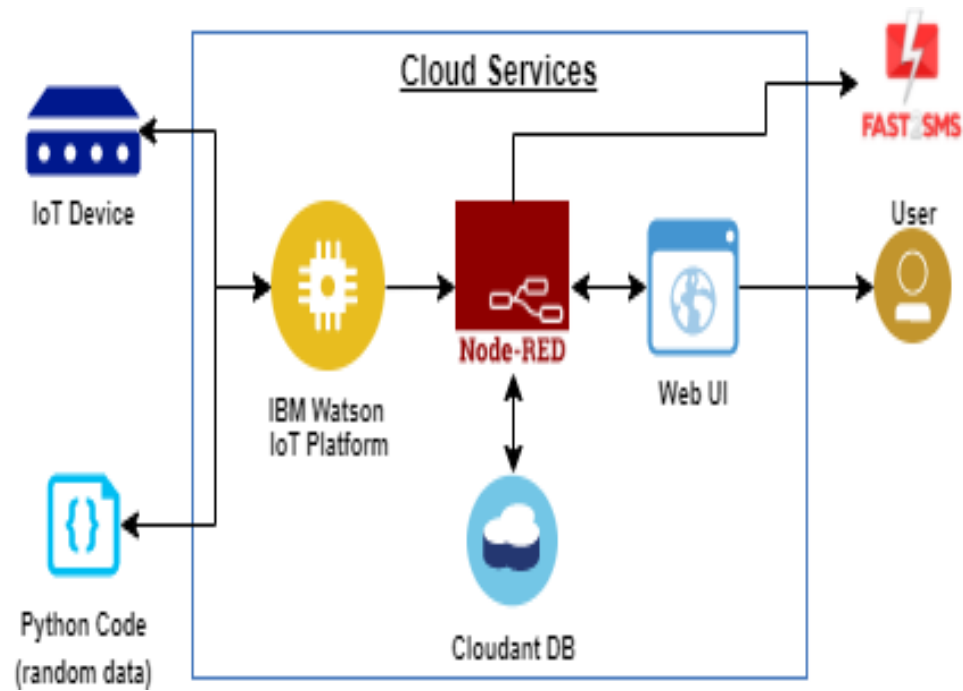 Cloud Services
FAST2SMS
IoT Device
User
Node-RED
Web UI
IBM Watson
IoT Platform
{}
Python Code
(random data)
Cloudant DB